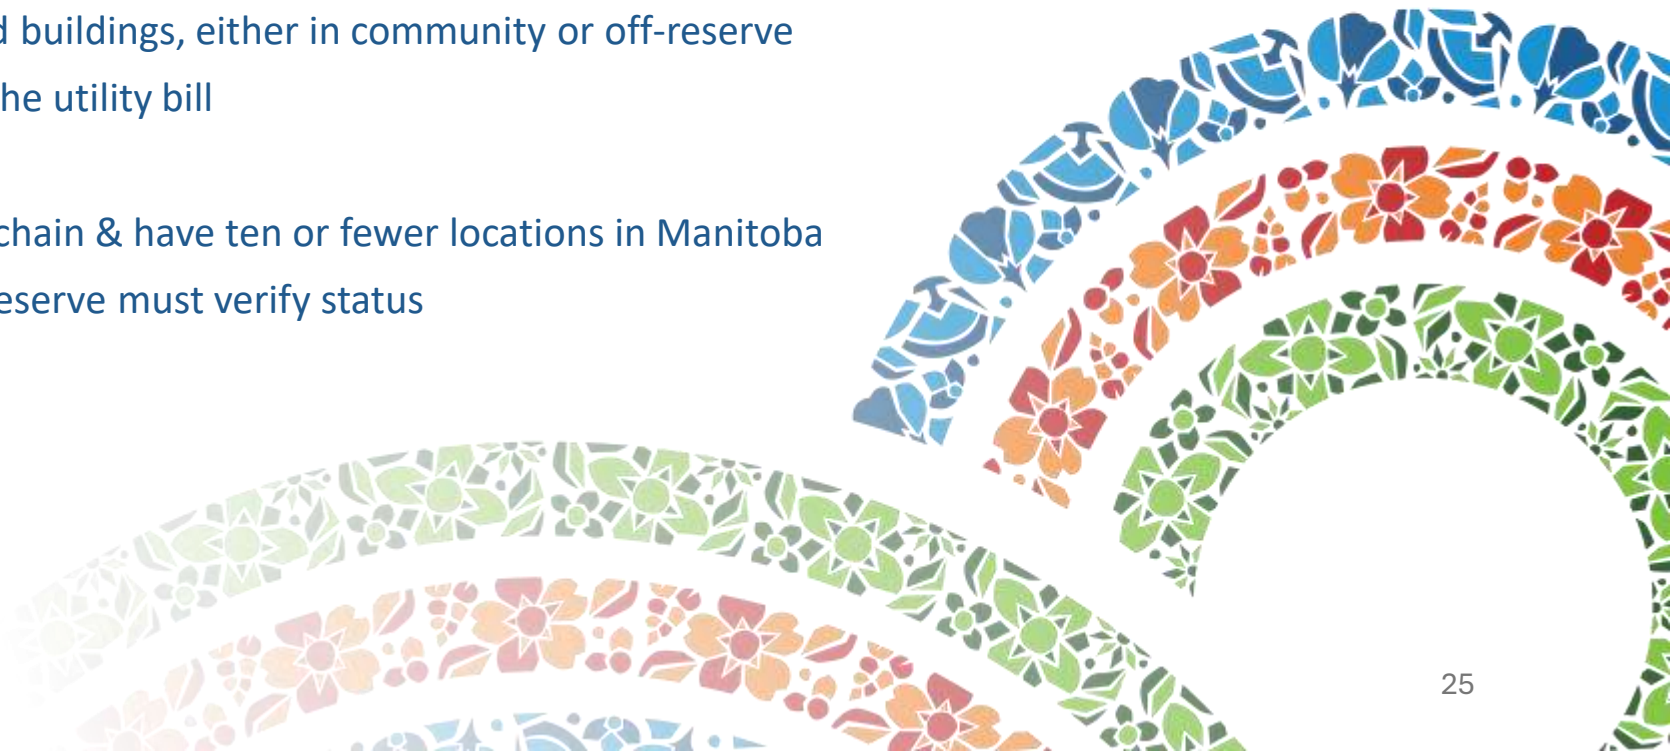 buildings, either in community or off-reserve
he utility bill
chain & have ten or fewer locations in Manitoba
eserve must verify status
25